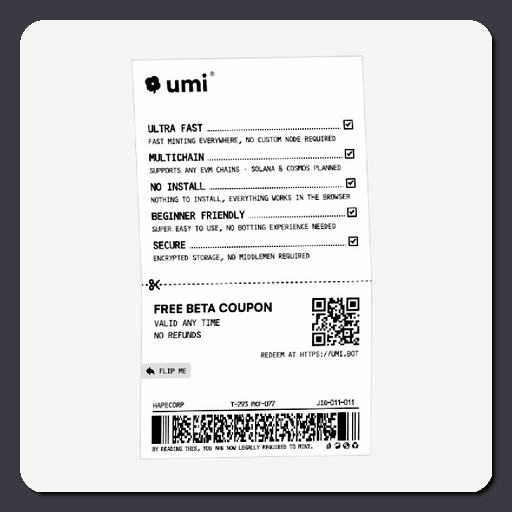 umi®
ULTRA FAST
FAST MINTING EVERYWHERE, NO CUSTOM NODE REQUIRED
MULTICHAIN
SUPPORTS ANY EVM CHAINS - SOLANA & COSMOS PLANNED
NO INSTALL
NOTHING TO INSTALL, EVERYTHING WORKS IN THE BROWSER
BEGINNER FRIENDLY
SUPER EASY TO USE, NO BOTTING EXPERIENCE NEEDED
SECURE
ENCRYPTED STORAGE, NO MIDDLEMEN REQUIRED
FREE BETA COUPON
VALID ANY TIME
NO REFUNDS
REDEEM AT HTTPS://UMI.BOT
FLIP ME
HAPECORP T-293 JIG-011-011
BY READING THIS, YOU ARE NOW LEGALLY REQUIRED TO MINT.